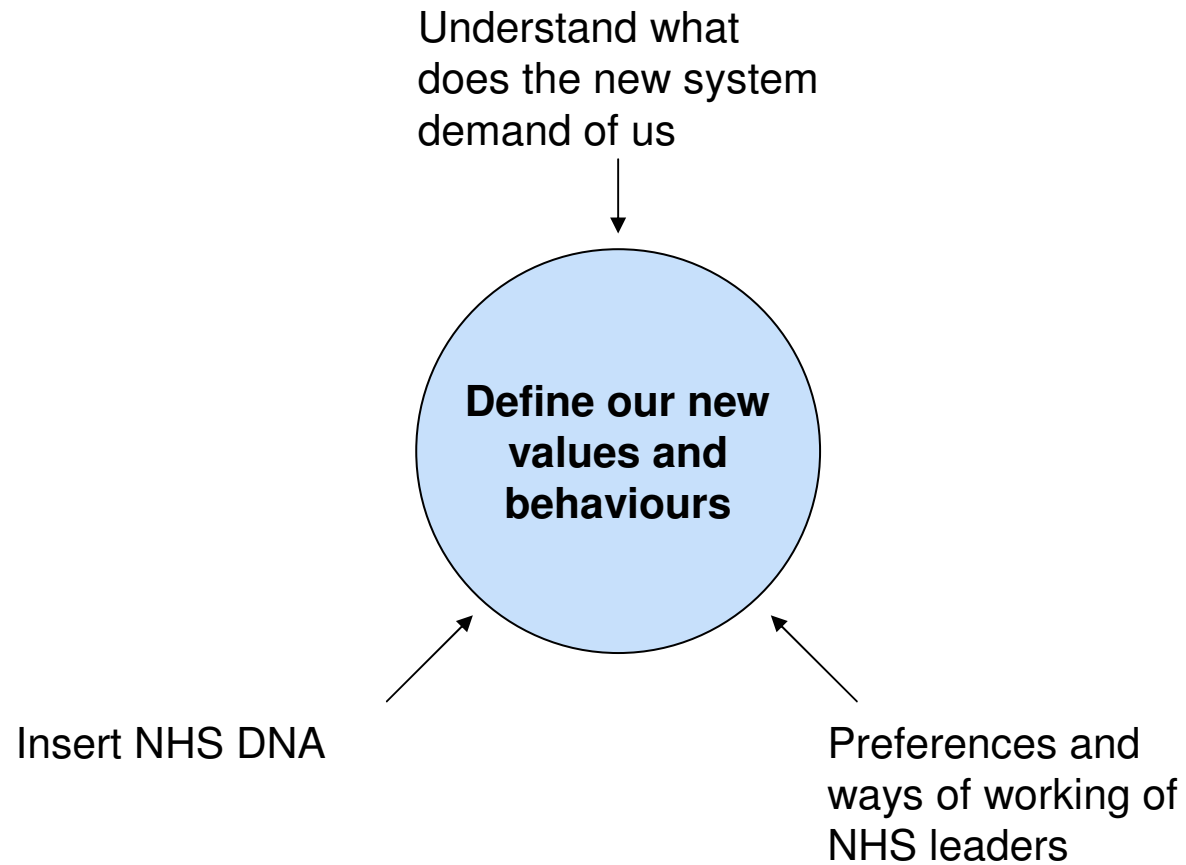 Understand what
does the new system
demand of us
Define our new
values and
behaviours
Insert NHS DNA
Preferences and
ways of working of
NHS leaders